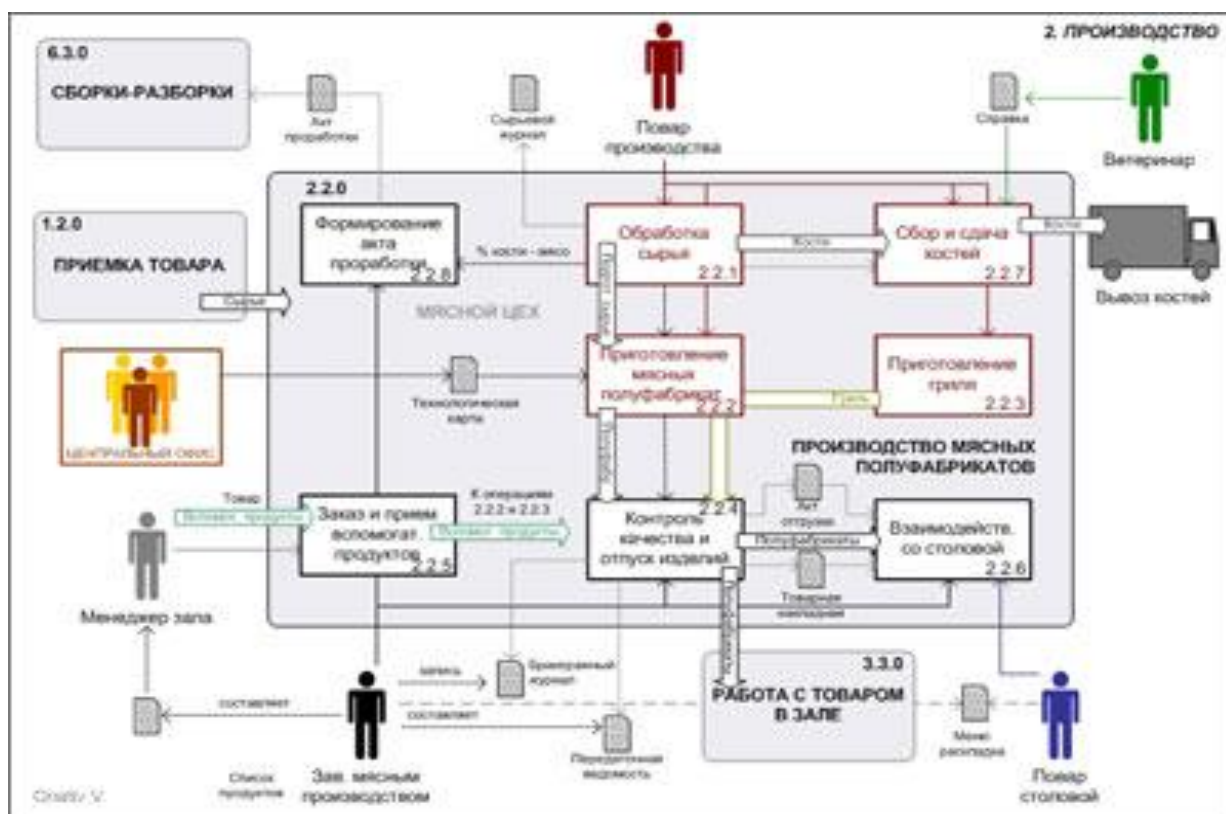 2. ПРОИЗВОДСТВО
6.3.0
СБОРКИ-РАЗБОРКИ
Акт
проработки
Сырьевой
журнал
Повар
производства
Справка
Ветеринар
1.2.0
ПРИЕМКА ТОВАРА
Сырье
2.2.0
Формирование
акта
проработки
2.2.8
% кости - мясо
Обработка
сырья
2.2.1
Кости
Сбор и сдача
костей
2.2.7
Кости
Вывоз костей
МЯСНОЙ ЦЕХ
ЦЕНТРАЛЬНЫЙ ОФИС
Технологическая
карта
Приготовление
мясных
полуфабрикат.
2.2.2
Гриль
Приготовление
гриля
2.2.3
ПРОИЗВОДСТВО МЯСНЫХ
ПОЛУФАБРИКАТОВ
Товар
Вспомог. продукты
Заказ и прием
вспомогат.
продуктов
2.2.5
К операциям
2.2.2 и 2.2.3
Вспомог. продукты
Контроль
качества и
отпуск изделий
2.2.4
Акт
отгрузки
Полуфабрикаты
Товарная
накладная
Взаимодейств.
со столовой
2.2.6
Полуфабрикаты
Менеджер зала
запись
Бракеражный
журнал
составляет
составляет
Передаточная
ведомость
3.3.0
РАБОТА С ТОВАРОМ
В ЗАЛЕ
Меню
раскладка
Список
продуктов
Зав. мясным
производством
Повар
столовой